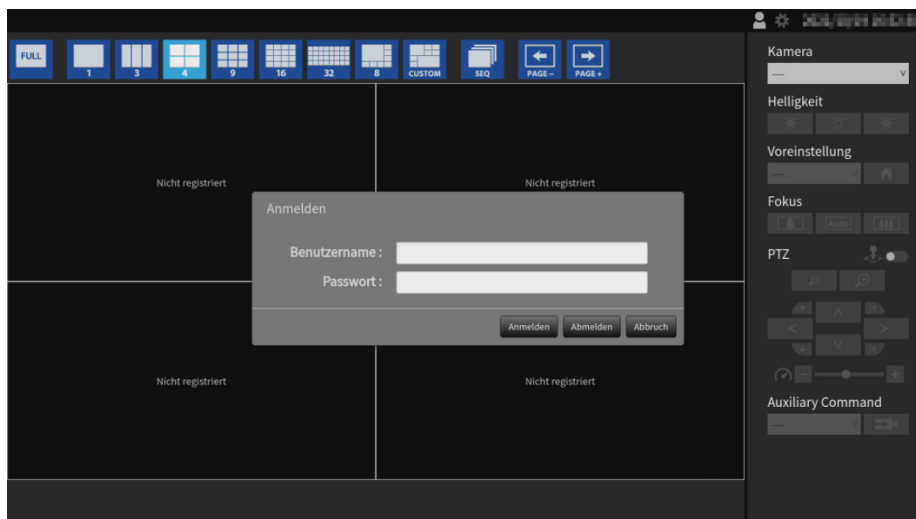 FULL
1
3
4
9
16
32
8
CUSTOM
SEQ
PAGE –
PAGE +
Kamera
----
Helligkeit
Voreinstellung
----
Fokus
Auto
PTZ
Auxiliary Command
----
Nicht registriert
Nicht registriert
Anmelden
Benutzername :
Passwort :
Anmelden Abmelden Abbruch
Nicht registriert
Nicht registriert